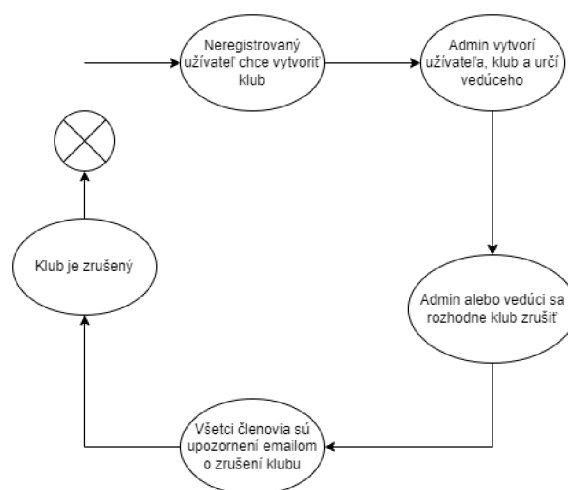 Neregistrovaný
užívateľ chce vytvoriť
klub
Admin vytvorí
užívateľa, klub a určí
vedúceho
Admin alebo vedúci sa
rozhodne klub zrušiť
Všetci členovia sú
upozornení emailom
o zrušení klubu
Klub je zrušený